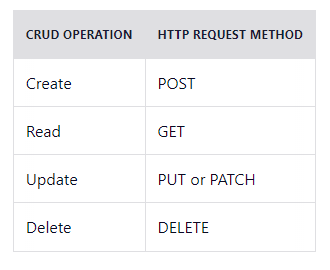 CRUD OPERATION HTTP REQUEST METHOD
Create POST
Read GET
Update PUT or PATCH
Delete DELETE